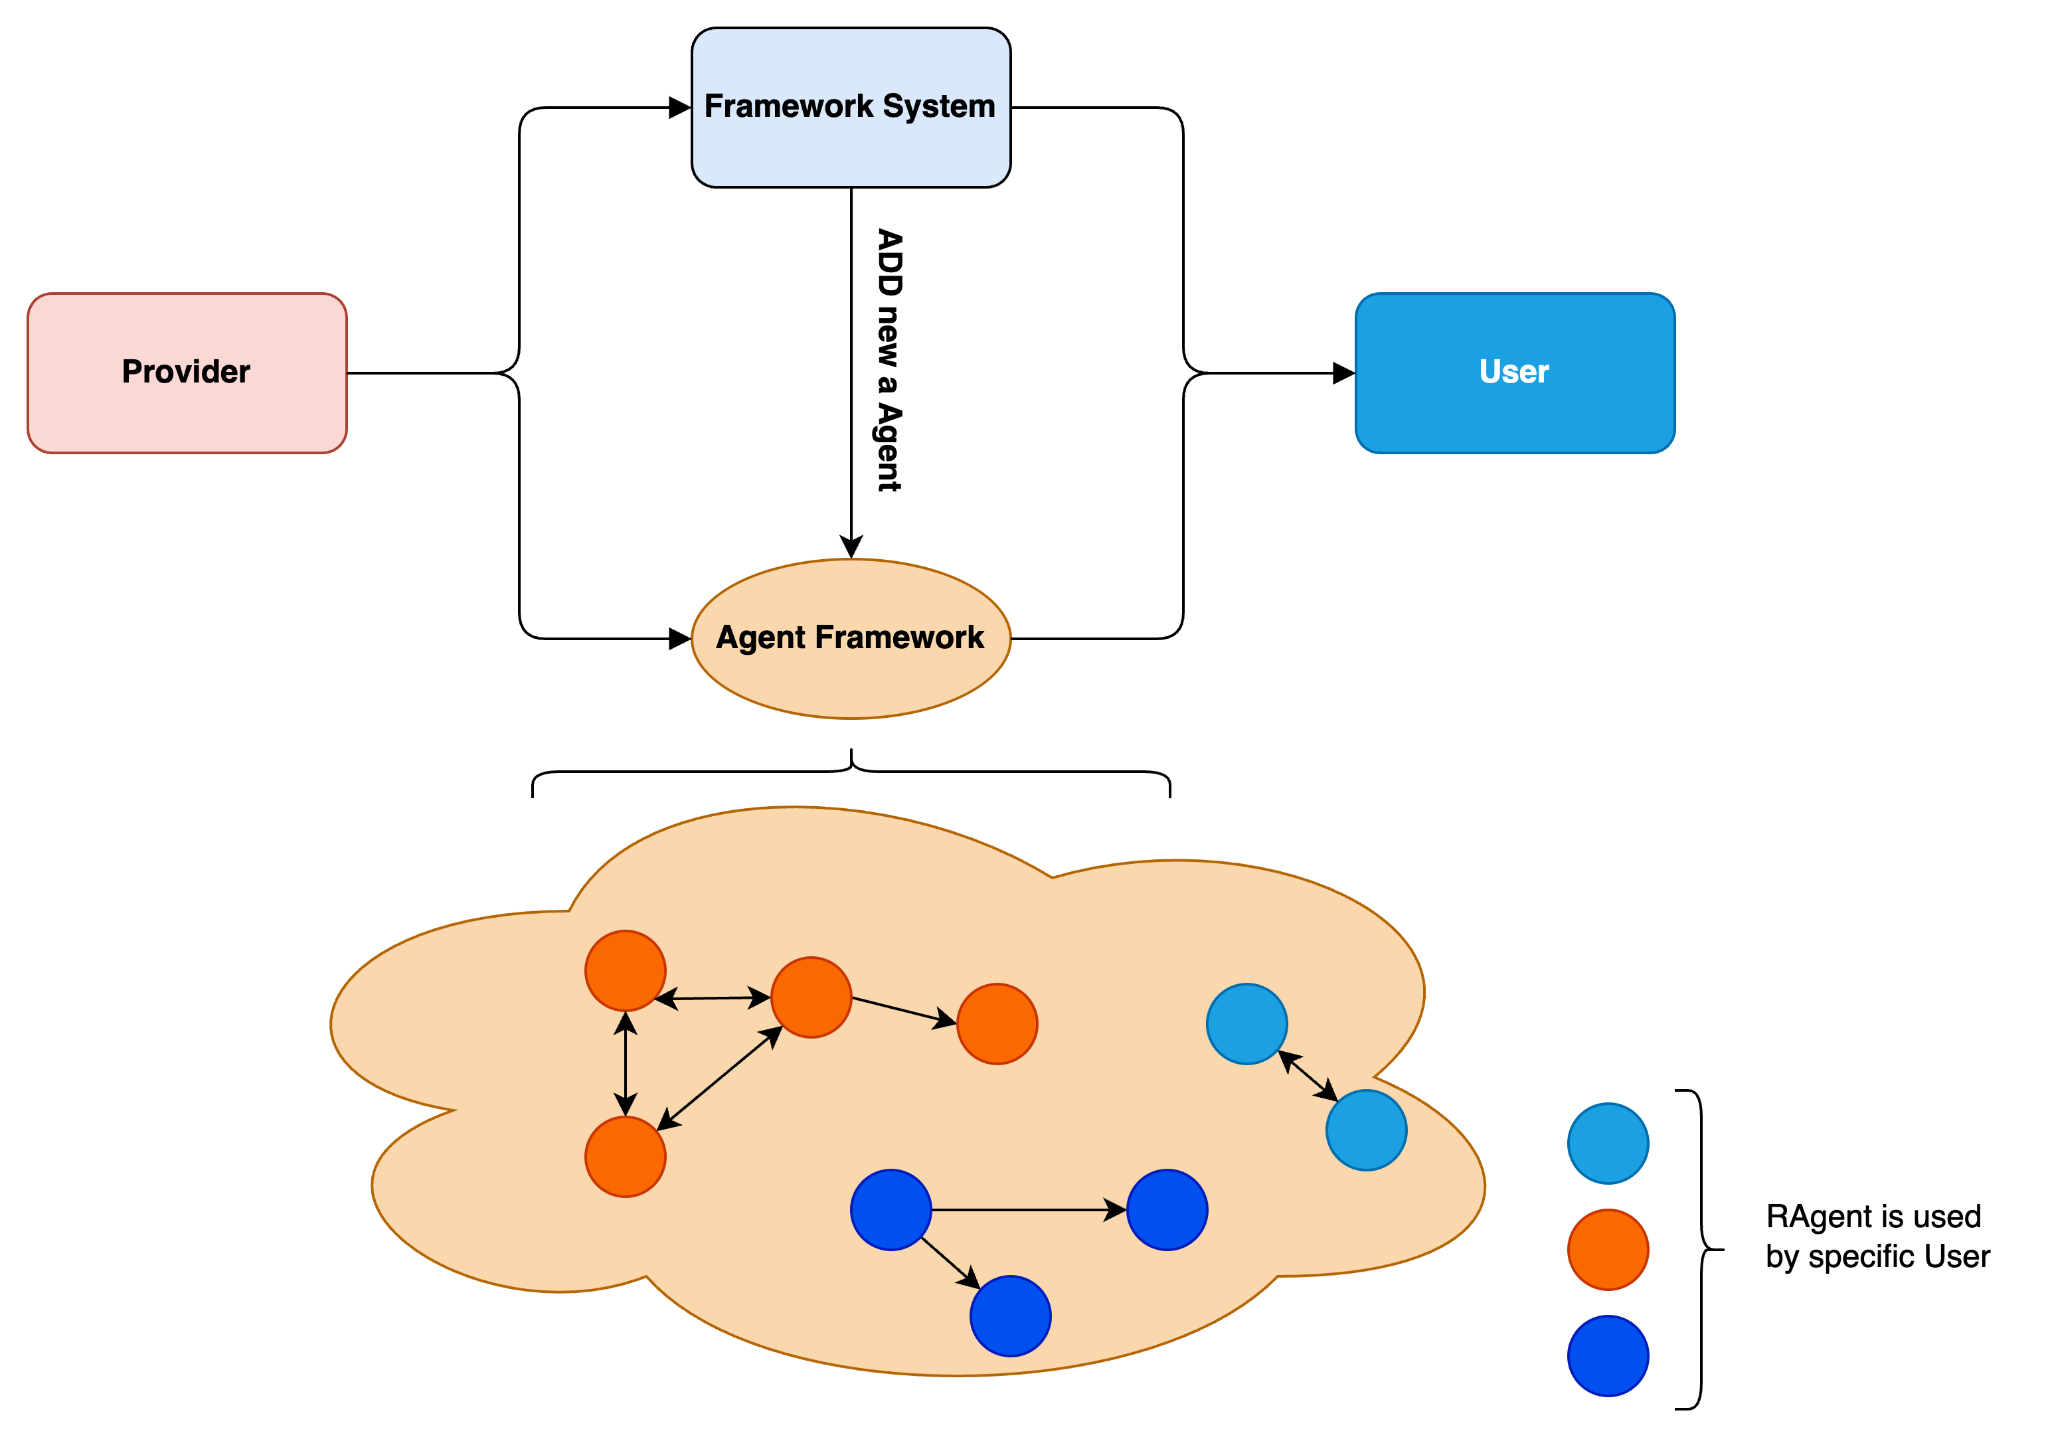 Framework System
ADD new a Agent
Provider
User
Agent Framework
RAgent is used
by specific User